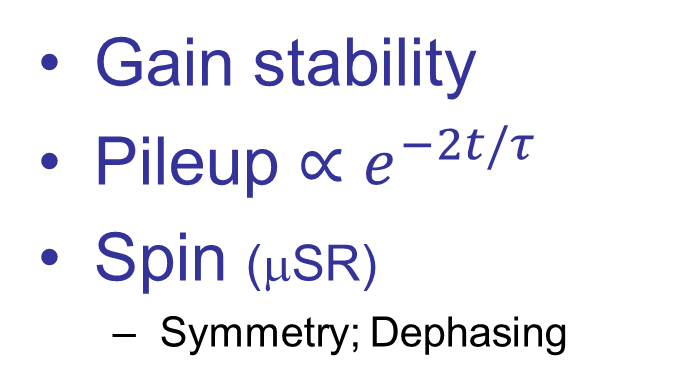 • Gain stability
• Pileup ∝ e^{−2t/τ}
• Spin (μSR)
– Symmetry; Dephasing